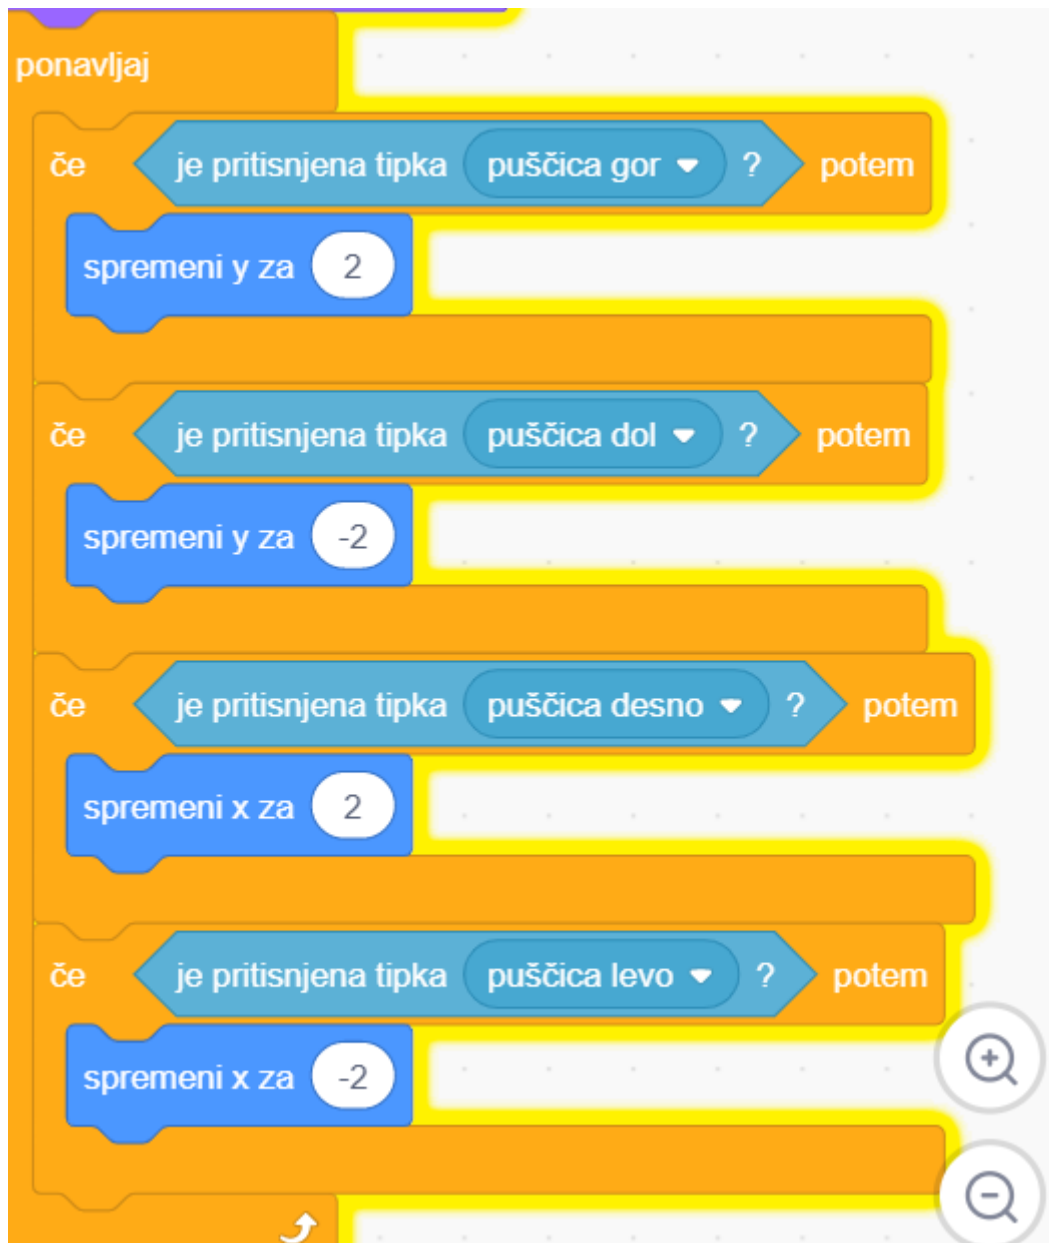 ponavljaj
če je pritisnjena tipka puščica gor ? potem
spremeni y za 2
če je pritisnjena tipka puščica dol ? potem
spremeni y za -2
če je pritisnjena tipka puščica desno ? potem
spremeni x za 2
če je pritisnjena tipka puščica levo ? potem
spremeni x za -2